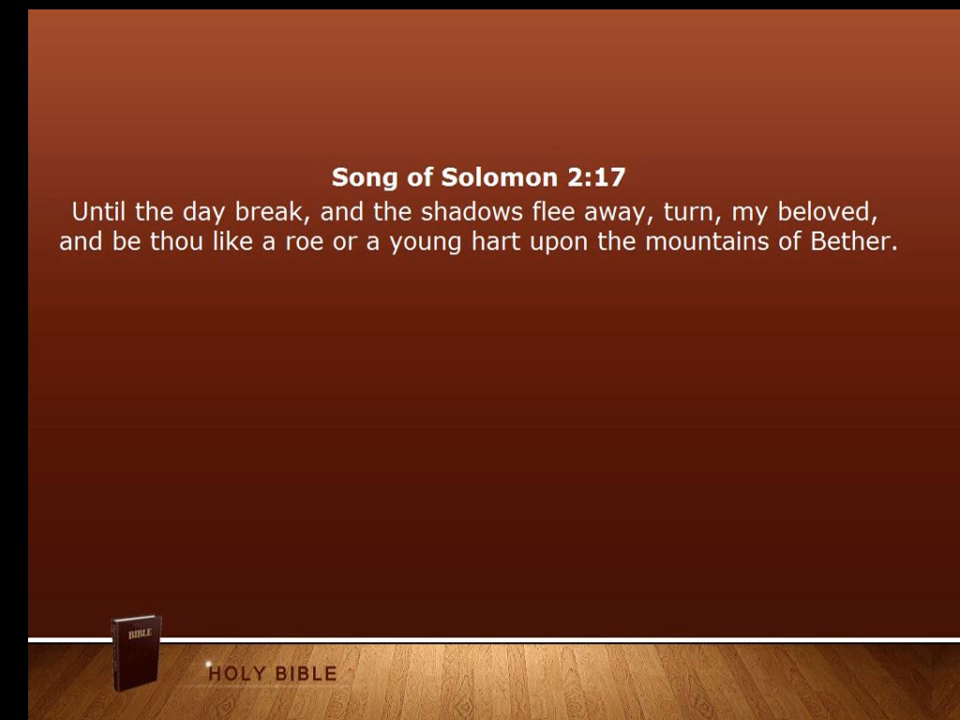 Song of Solomon 2:17
Until the day break, and the shadows flee away, turn, my beloved,
and be thou like a roe or a young hart upon the mountains of Bether.
BIBLE
HOLY BIBLE